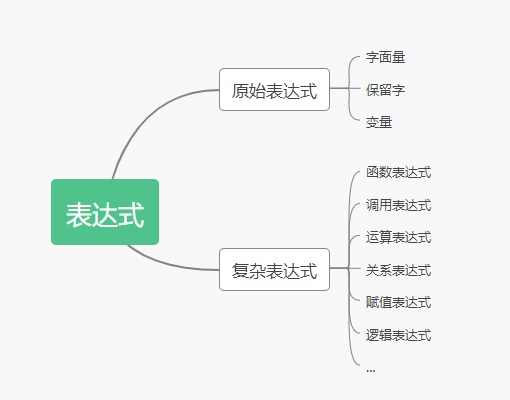 表达式
原始表达式
字面量
保留字
变量
复杂表达式
函数表达式
调用表达式
运算表达式
关系表达式
赋值表达式
逻辑表达式
...